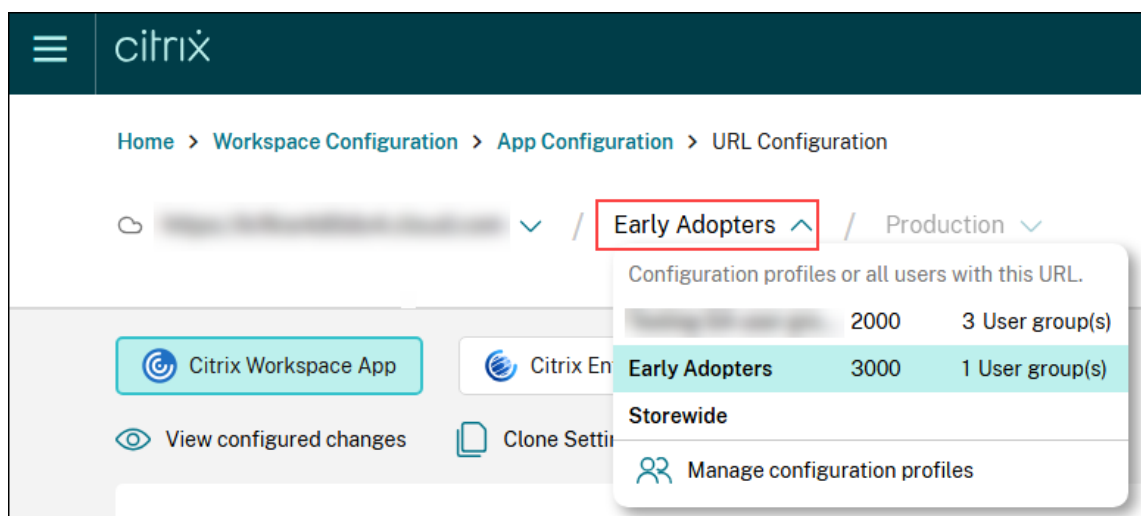 citrix
Home > Workspace Configuration > App Configuration > URL Configuration
/ Early Adopters / Production
Configuration profiles or all users with this URL.
2000 3 User group(s)
Citrix Workspace App Citrix En
Early Adopters 3000 1 User group(s)
Storewide
View configured changes Clone Settin
Manage configuration profiles